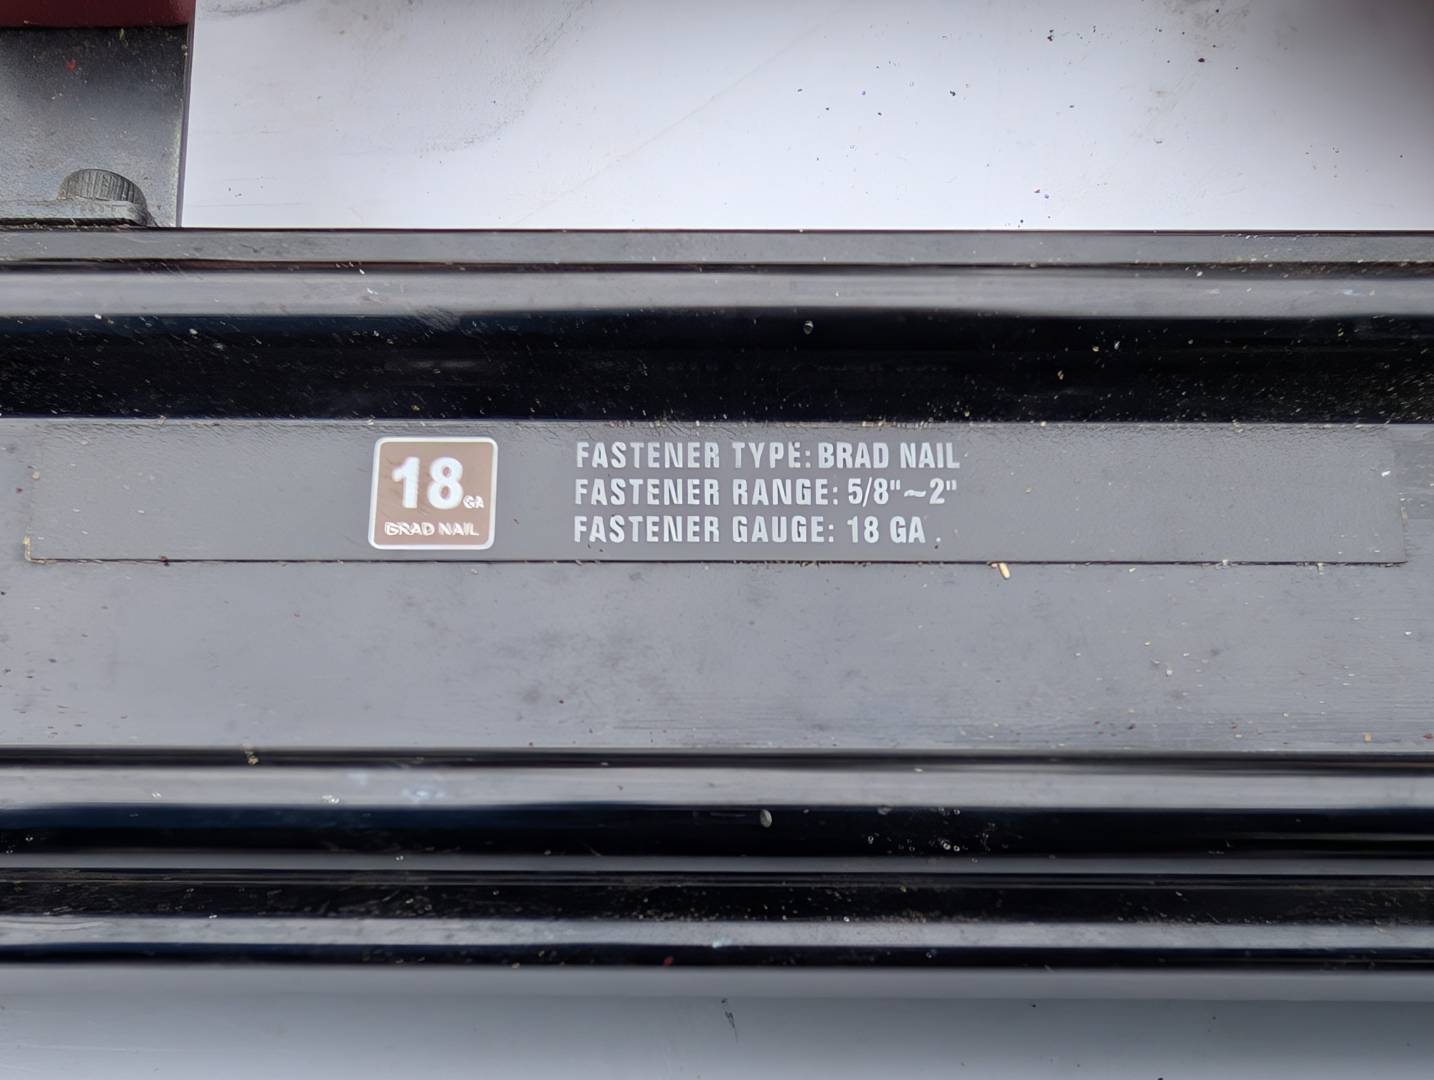 18 GA
BRAD NAIL
FASTENER TYPE: BRAD NAIL
FASTENER RANGE: 5/8"~2"
FASTENER GAUGE: 18 GA.